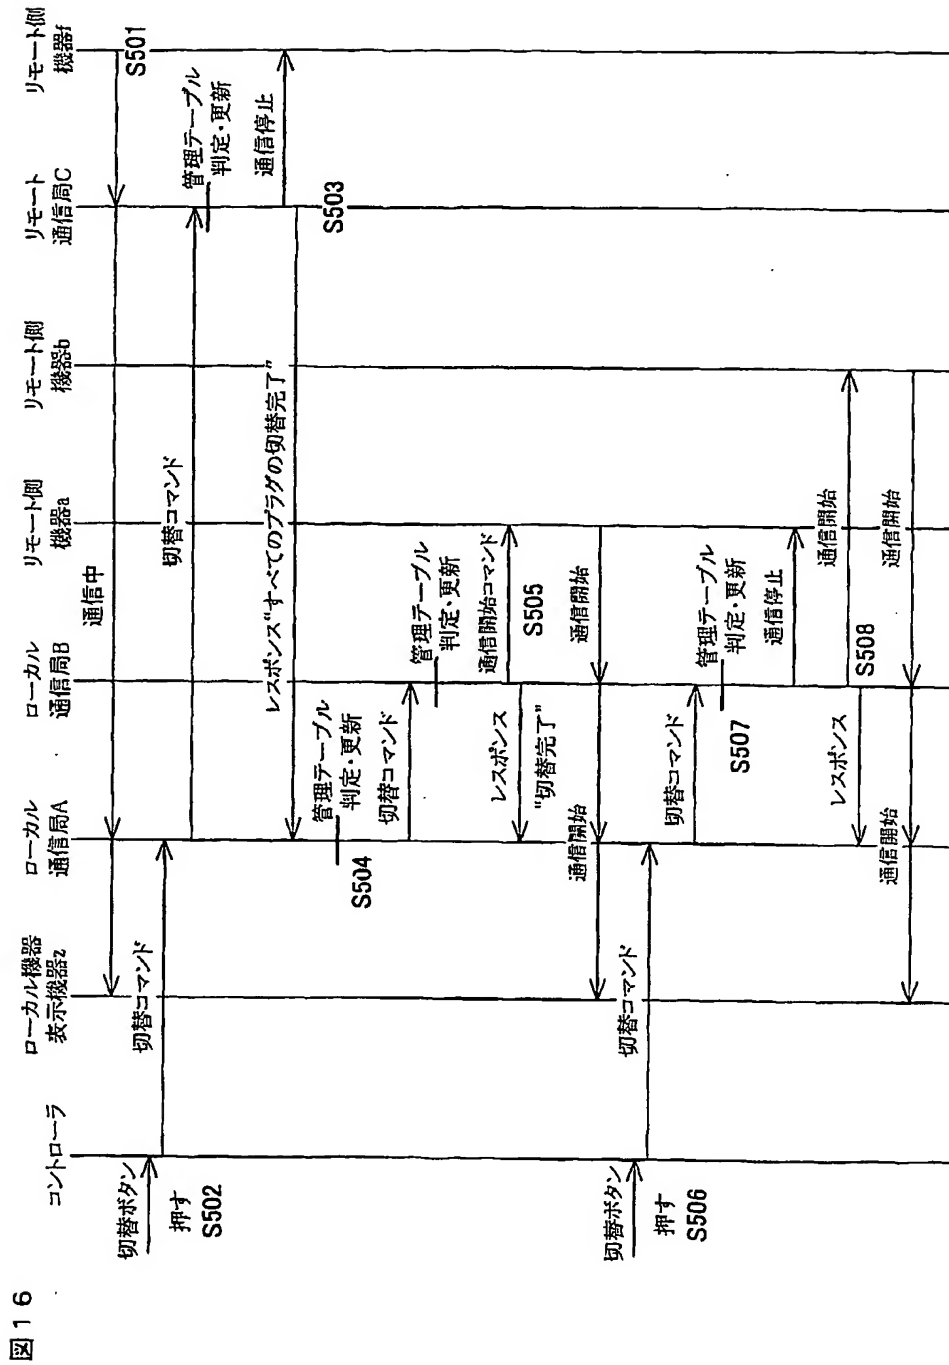 図16
コントローラ
ローカル機器
表示機器z
ローカル
通信局A
ローカル
通信局B
リモート側
機器a
リモート側
機器b
リモート
通信局C
リモート側
機器f
通信中
S501
切替ボタン
押す
S502
切替コマンド
切替コマンド
管理テーブル
判定・更新
通信停止
S503
レスポンス“すべてのプラグの切替完了”
管理テーブル
判定・更新
S504
切替コマンド
管理テーブル
判定・更新
通信開始コマンド
S505
レスポンス
“切替完了”
通信開始
通信開始
切替ボタン
押す
S506
切替コマンド
切替コマンド
S507
管理テーブル
判定・更新
通信停止
通信開始
S508
レスポンス
通信開始
通信開始